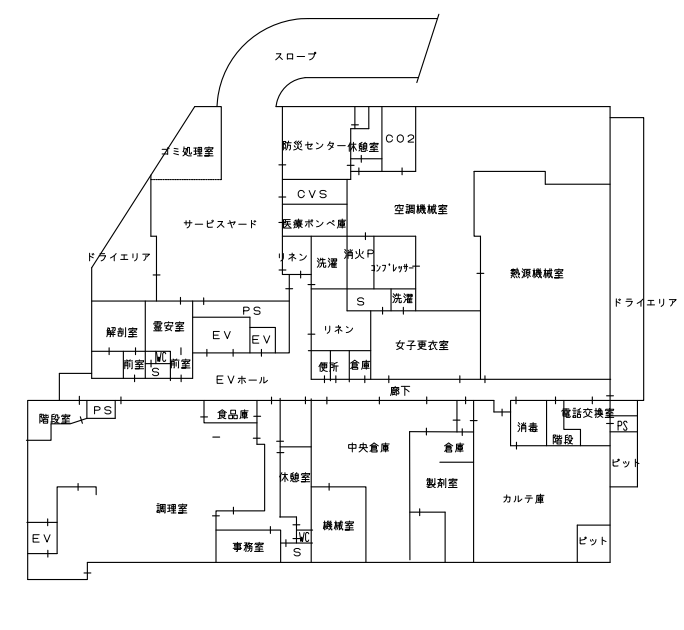 スロープ
ゴミ処理室
防災センター
休憩室
CO2
CVS
サービスヤード
医療ボンベ庫
空調機械室
ドライエリア
リネン
洗濯
消火P
コンプレッサー
熱源機械室
S
洗濯
ドライエリア
PS
解剖室
霊安室
EV
EV
リネン
女子更衣室
前室
WC
S
前室
便所
倉庫
EVホール
廊下
階段室
PS
食品庫
消毒
電話交換室
階段
PS
休憩室
中央倉庫
倉庫
ピット
調理室
製剤室
カルテ庫
EV
事務室
WC
S
機械室
ピット